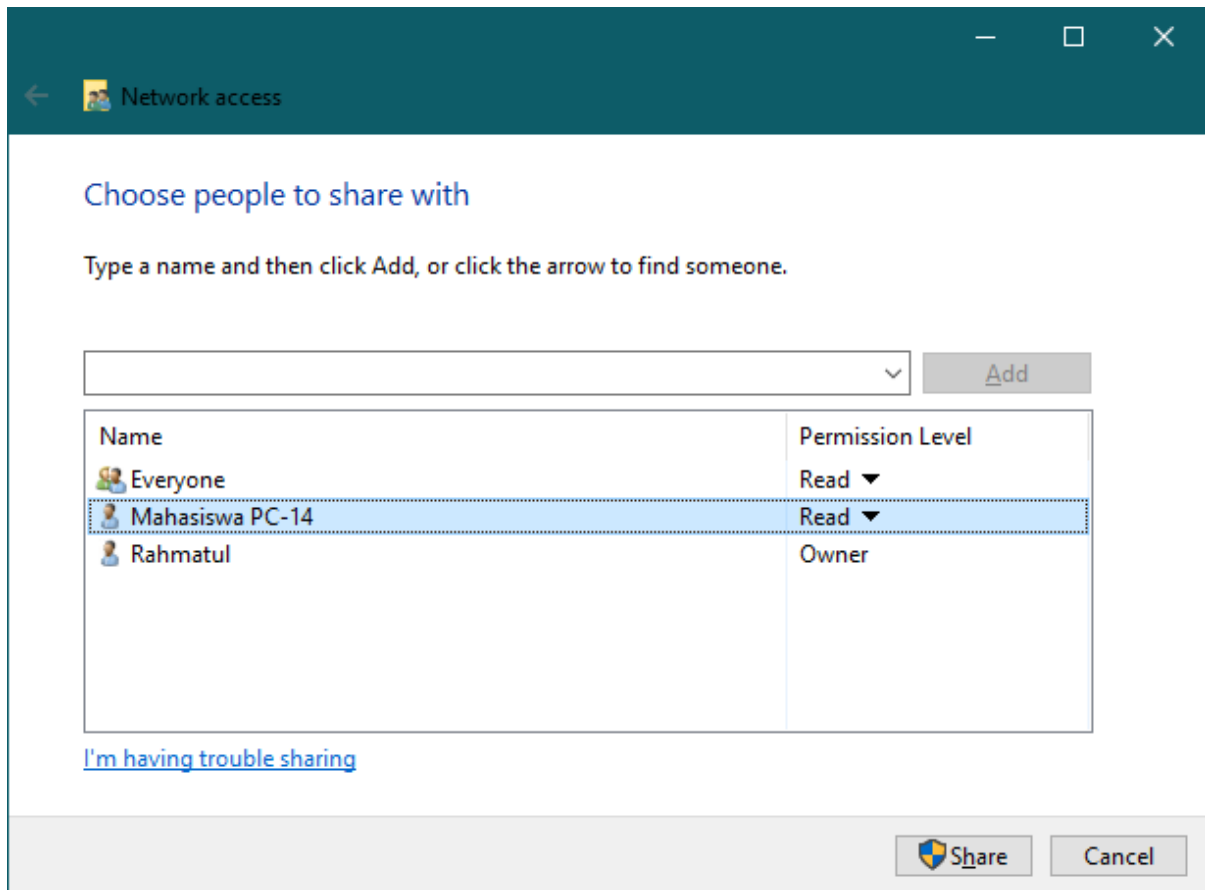 Network access
Choose people to share with
Type a name and then click Add, or click the arrow to find someone.
Add
Name Permission Level
Everyone Read
Mahasiswa PC-14 Read
Rahmatul Owner
I'm having trouble sharing
Share Cancel